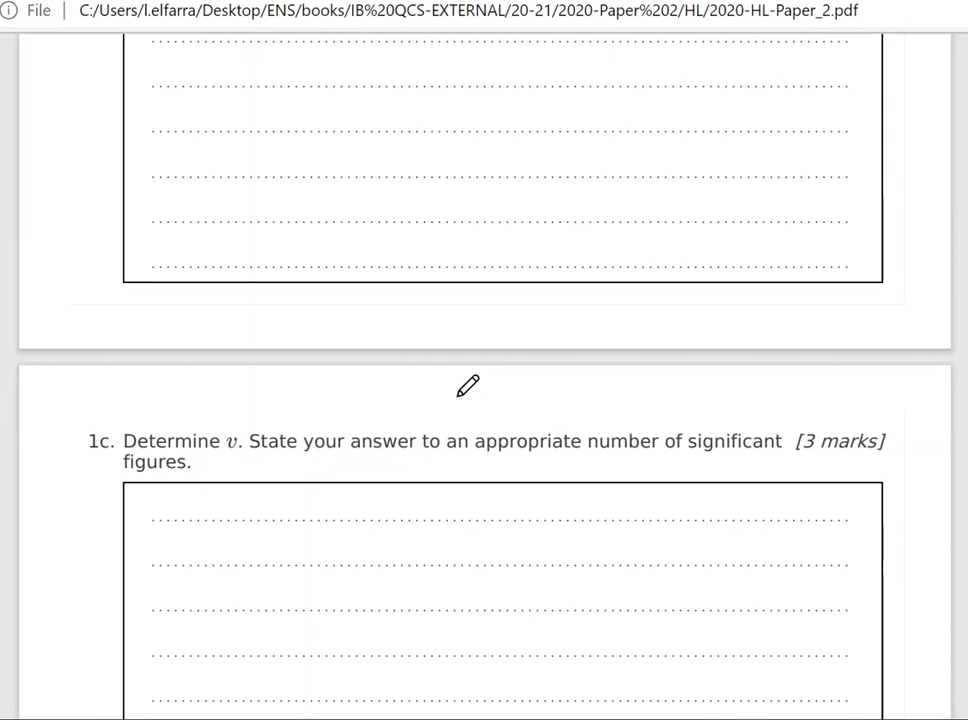 File | C:/Users/l.elfarra/Desktop/ENS/books/IB%20QCS-EXTERNAL/20-21/2020-Paper%202/HL/2020-HL-Paper_2.pdf
1c. Determine v. State your answer to an appropriate number of significant [3 marks]
figures.